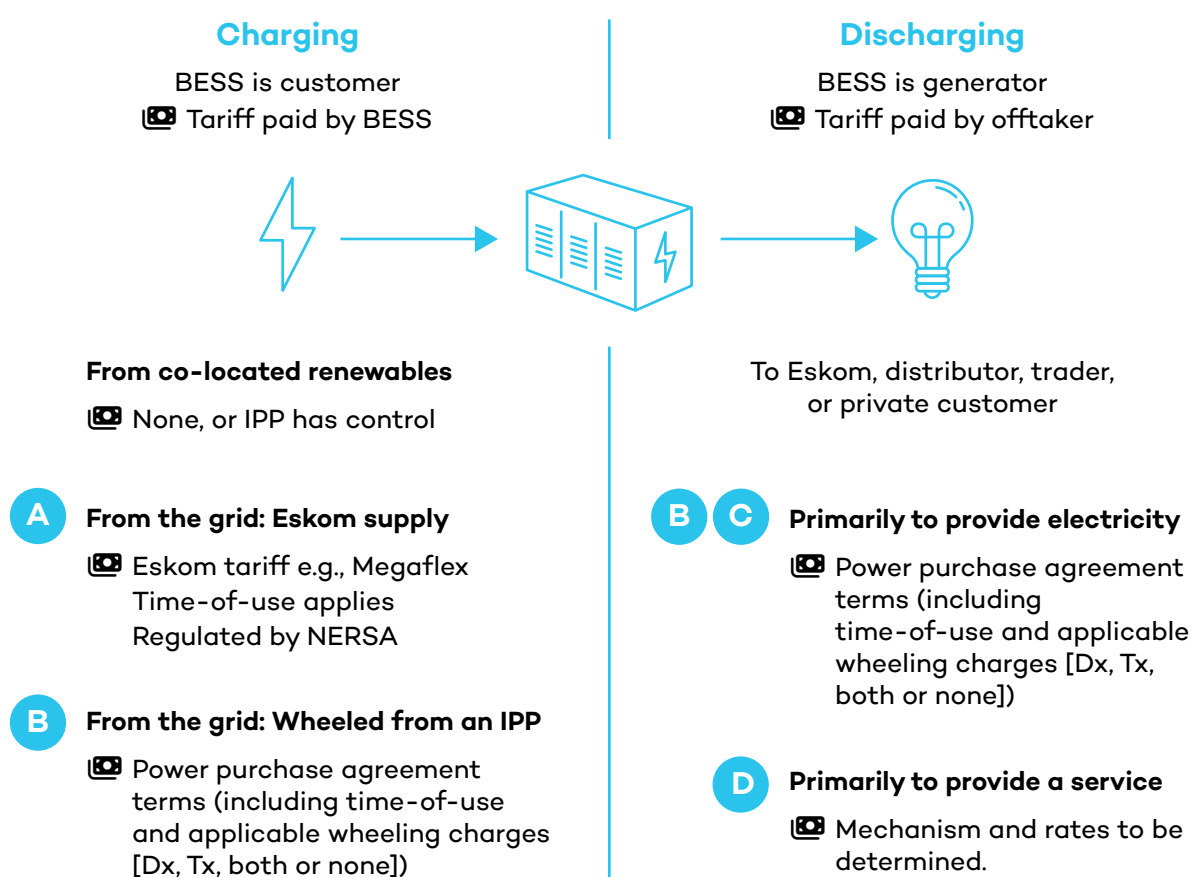 Charging
BESS is customer
Tariff paid by BESS
Discharging
BESS is generator
Tariff paid by offtaker
From co-located renewables
None, or IPP has control
A
From the grid: Eskom supply
Eskom tariff e.g., Megaflex
Time-of-use applies
Regulated by NERSA
B
From the grid: Wheeled from an IPP
Power purchase agreement
terms (including time-of-use
and applicable wheeling charges
[Dx, Tx, both or none])
To Eskom, distributor, trader,
or private customer
B C
Primarily to provide electricity
Power purchase agreement
terms (including
time-of-use and applicable
wheeling charges [Dx, Tx,
both or none])
D
Primarily to provide a service
Mechanism and rates to be
determined.